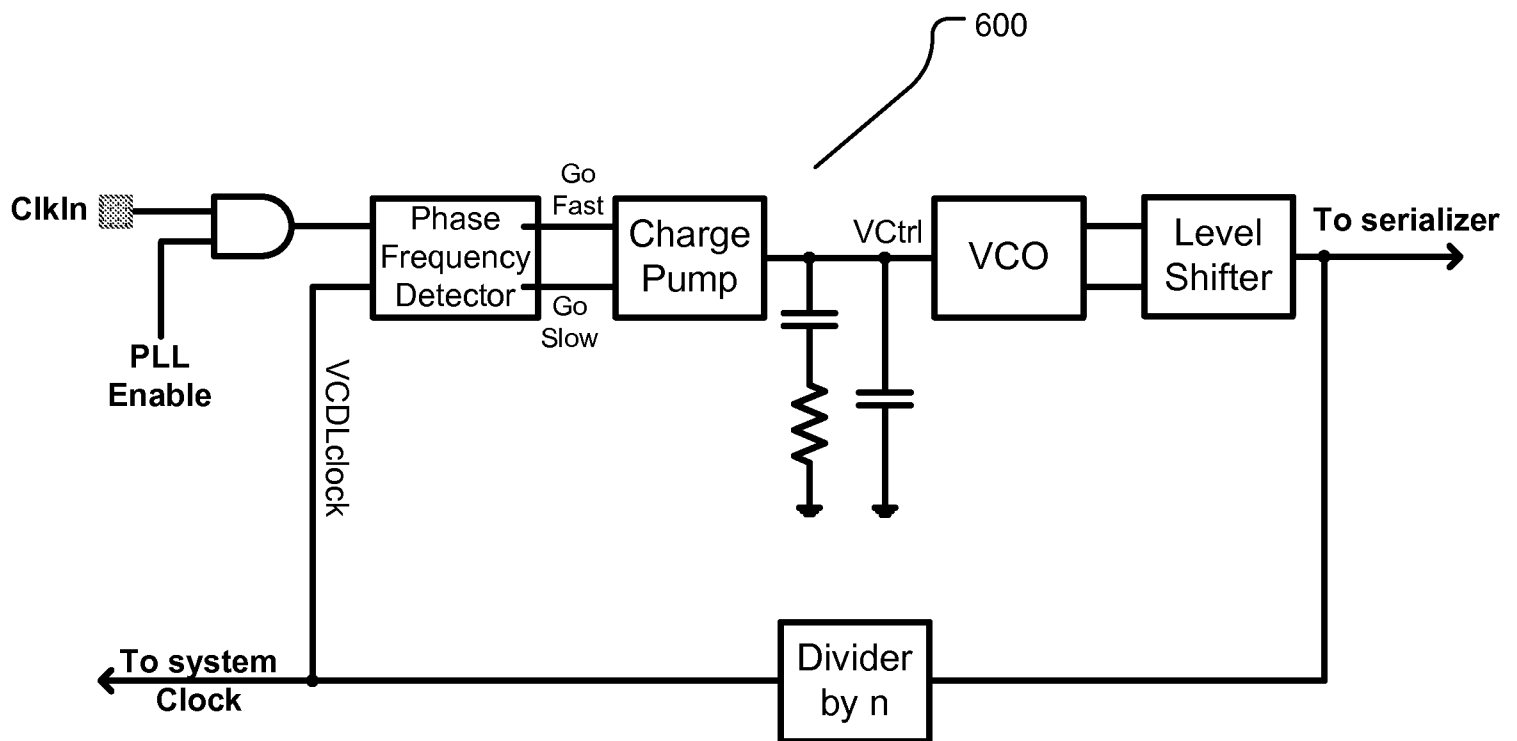 600
ClkIn
PLL
Enable
Phase
Frequency
Detector
Go
Fast
Go
Slow
Charge
Pump
VCtrl
VCO
Level
Shifter
To serializer
VCDLclock
To system
Clock
Divider
by n